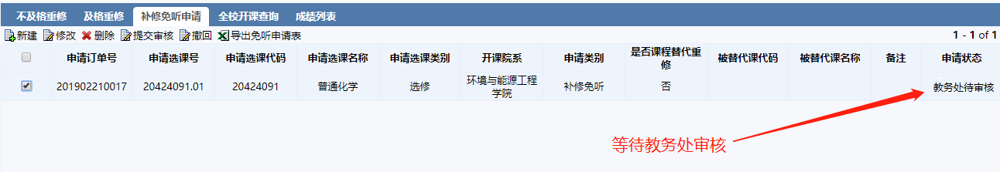 不及格重修 及格重修 补修免听申请 全校开课查询 成绩列表
新建 修改 删除 提交审核 撤回 导出免听申请表 1 - 1 of 1
申请订单号 申请选课号 申请选课代码 申请选课名称 申请选课类别 开课院系 申请类别 是否课程替代重修 被替代课代码 被替代课名称 备注 申请状态
201902210017 20424091.01 20424091 普通化学 选修 环境与能源工程学院 补修免听 否 教务处待审核
等待教务处审核